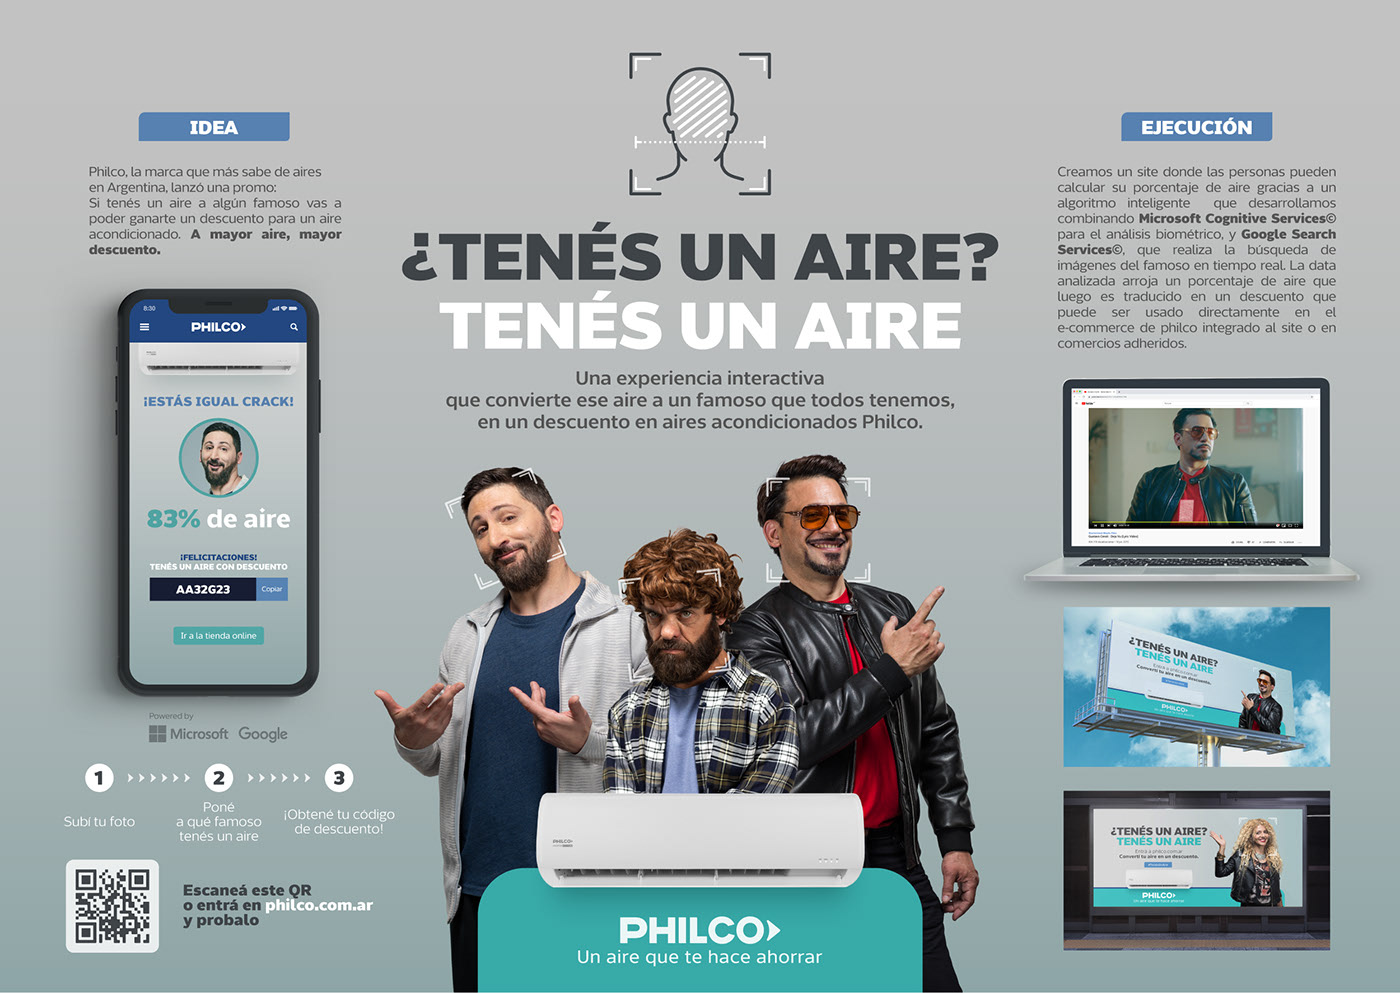 IDEA
Philco, la marca que más sabe de aires
en Argentina, lanzó una promo:
Si tenés un aire a algún famoso vas a
poder ganarte un descuento para un aire
acondicionado. A mayor aire, mayor
descuento.
8:30
PHILCO
¡ESTÁS IGUAL CRACK!
83% de aire
¡FELICITACIONES!
TENÉS UN AIRE CON DESCUENTO
AA32G23 Copiar
Ir a la tienda online
Powered by
Microsoft Google
1 2 3
Subí tu foto
Poné
a qué famoso
tenés un aire
¡Obtené tu código
de descuento!
Escaneá este QR
o entrá en philco.com.ar
y probalo
¿TENÉS UN AIRE?
TENÉS UN AIRE
Una experiencia interactiva
que convierte ese aire a un famoso que todos tenemos,
en un descuento en aires acondicionados Philco.
PHILCO
PHILCO
Un aire que te hace ahorrar
EJECUCIÓN
Creamos un site donde las personas pueden
calcular su porcentaje de aire gracias a un
algoritmo inteligente que desarrollamos
combinando Microsoft Cognitive Services©
para el análisis biométrico, y Google Search
Services©, que realiza la búsqueda de
imágenes del famoso en tiempo real. La data
analizada arroja un porcentaje de aire que
luego es traducido en un descuento que
puede ser usado directamente en el
e-commerce de philco integrado al site o en
comercios adheridos.
¿TENÉS UN AIRE?
TENÉS UN AIRE
Entrá a philco.com.ar
Convertí tu aire en un descuento.
PHILCO
¿TENÉS UN AIRE?
TENÉS UN AIRE
Entrá a philco.com.ar
Convertí tu aire en un descuento.
PHILCO
Un aire que te hace ahorrar